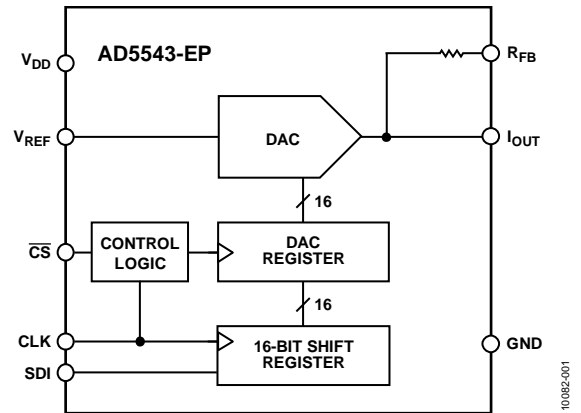 AD5543-EP
VDD
RFB
VREF
DAC
IOUT
16
CS
CONTROL
LOGIC
DAC
REGISTER
16
CLK
16-BIT SHIFT
REGISTER
GND
SDI
10082-001